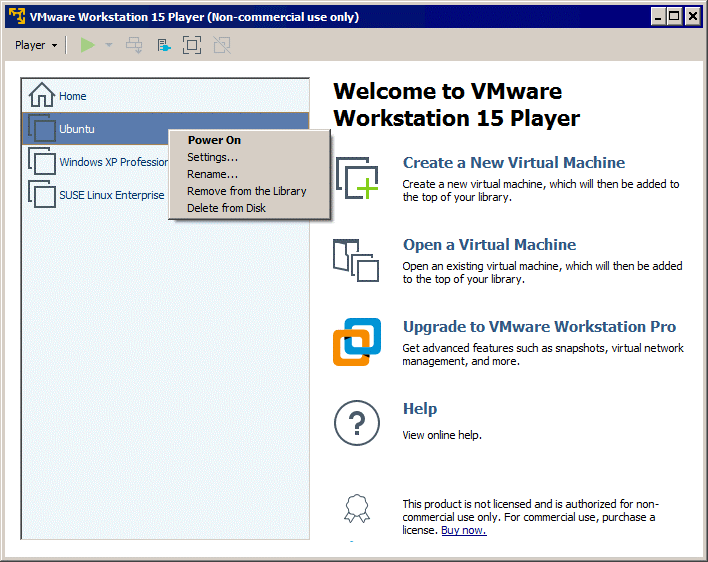 VMware Workstation 15 Player (Non-commercial use only)
Player
Home
Ubuntu
Windows XP Profession
SUSE Linux Enterprise
Power On
Settings...
Rename...
Remove from the Library
Delete from Disk
Welcome to VMware
Workstation 15 Player
Create a New Virtual Machine
Create a new virtual machine, which will then be added to
the top of your library.
Open a Virtual Machine
Open an existing virtual machine, which will then be added
to the top of your library.
Upgrade to VMware Workstation Pro
Get advanced features such as snapshots, virtual network
management, and more.
Help
View online help.
This product is not licensed and is authorized for non-
commercial use only. For commercial use, purchase a
license. Buy now.